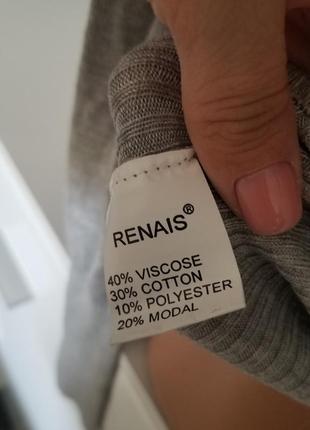 RENAIS®
40% VISCOSE
30% COTTON
10% POLYESTER
20% MODAL